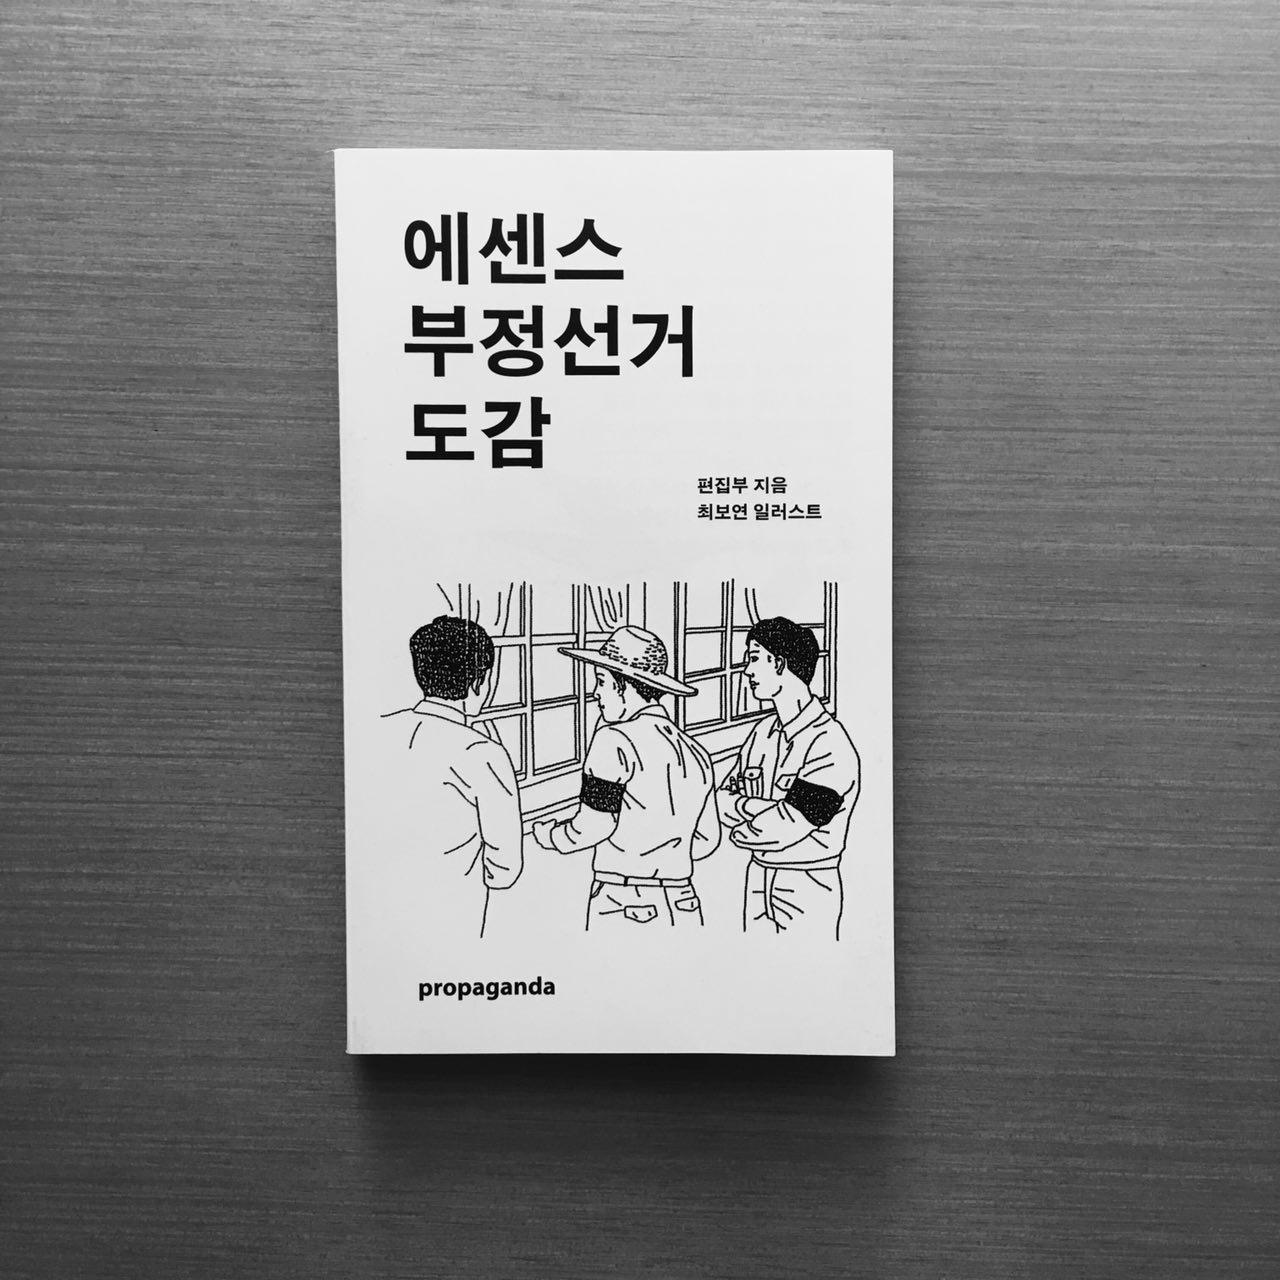 에센스
부정선거
도감
편집부 지음
최보연 일러스트
propaganda